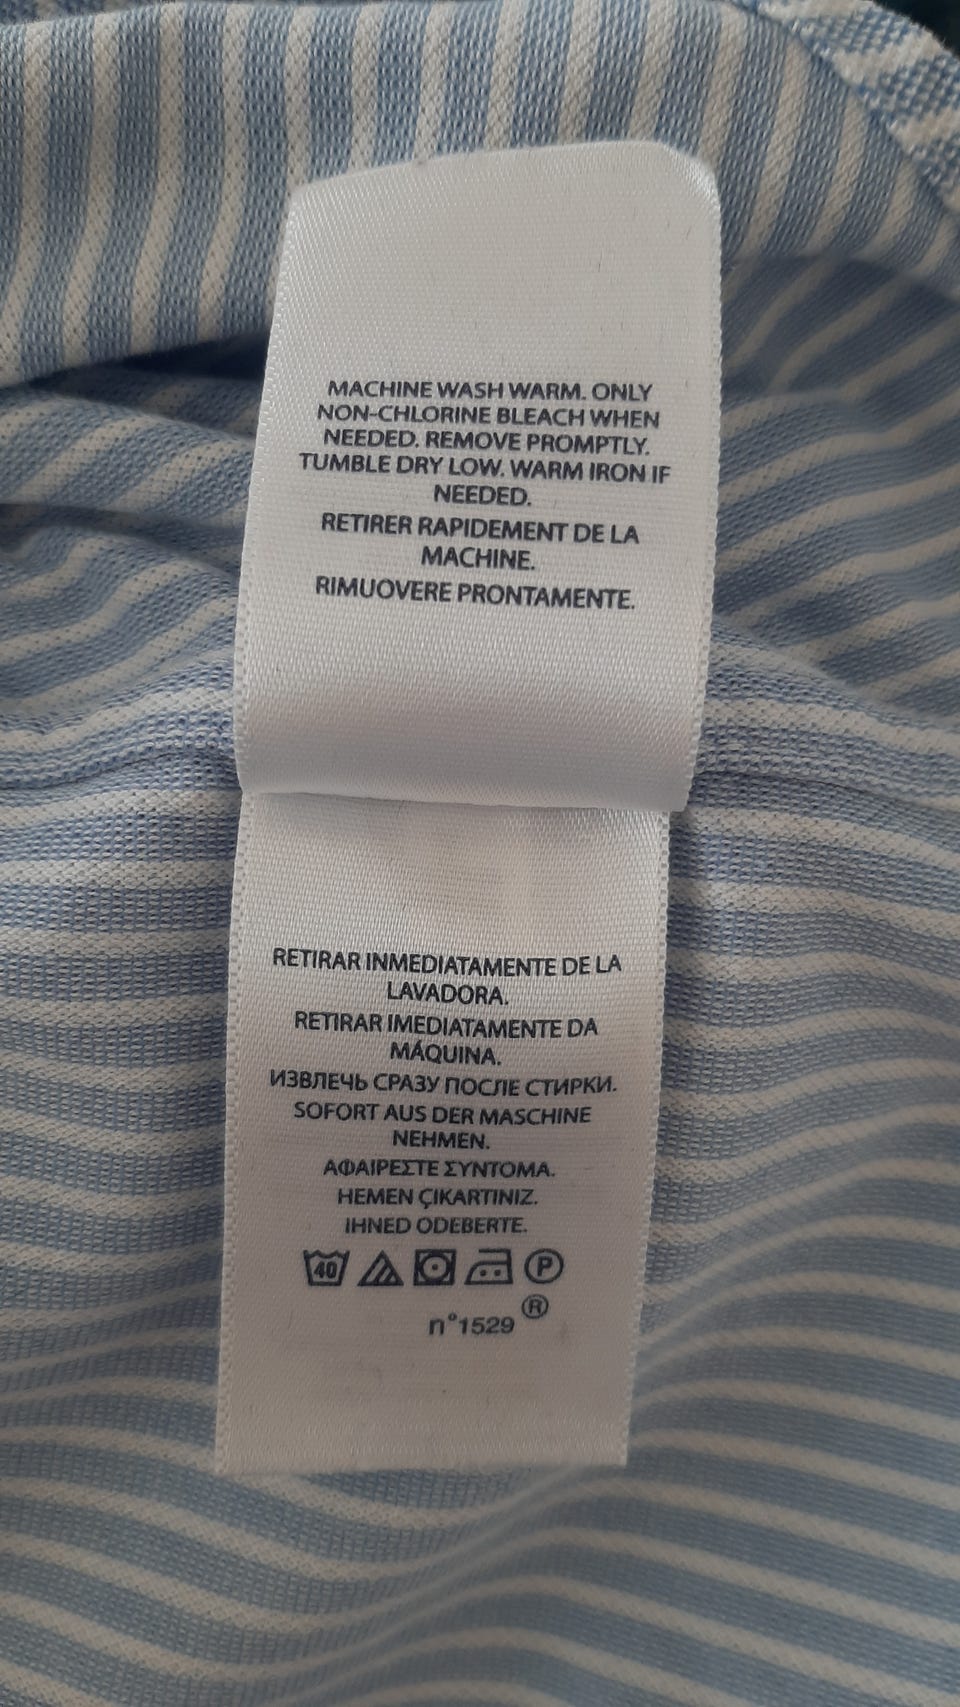 MACHINE WASH WARM. ONLY
NON-CHLORINE BLEACH WHEN
NEEDED. REMOVE PROMPTLY.
TUMBLE DRY LOW. WARM IRON IF
NEEDED.
RETIRER RAPIDEMENT DE LA
MACHINE.
RIMUOVERE PRONTAMENTE.
RETIRAR INMEDIATAMENTE DE LA
LAVADORA.
RETIRAR IMEDIATAMENTE DA
MÁQUINA.
ИЗВЛЕЧЬ СРАЗУ ПОСЛЕ СТИРКИ.
SOFORT AUS DER MASCHINE
NEHMEN.
ΑΦΑΙΡΕΣΤΕ ΣΥΝΤΟΜΑ.
HEMEN ÇIKARTINIZ.
IHNED ODEBERTE.
40 P
n°1529 ®